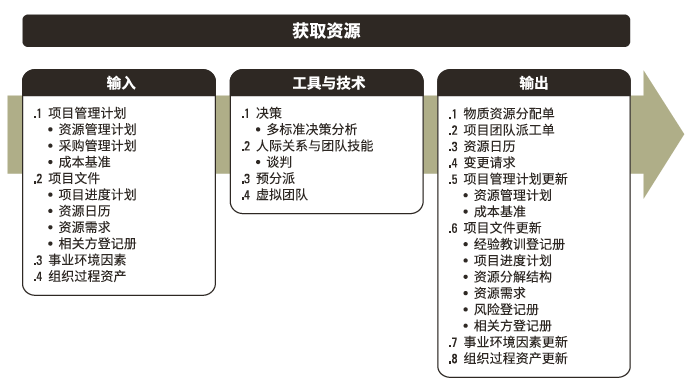 获取资源
输入
.1 项目管理计划
• 资源管理计划
• 采购管理计划
• 成本基准
.2 项目文件
• 项目进度计划
• 资源日历
• 资源需求
• 相关方登记册
.3 事业环境因素
.4 组织过程资产
工具与技术
.1 决策
• 多标准决策分析
.2 人际关系与团队技能
• 谈判
.3 预分派
.4 虚拟团队
输出
.1 物质资源分配单
.2 项目团队派工单
.3 资源日历
.4 变更请求
.5 项目管理计划更新
• 资源管理计划
• 成本基准
.6 项目文件更新
• 经验教训登记册
• 项目进度计划
• 资源分解结构
• 资源需求
• 风险登记册
• 相关方登记册
.7 事业环境因素更新
.8 组织过程资产更新